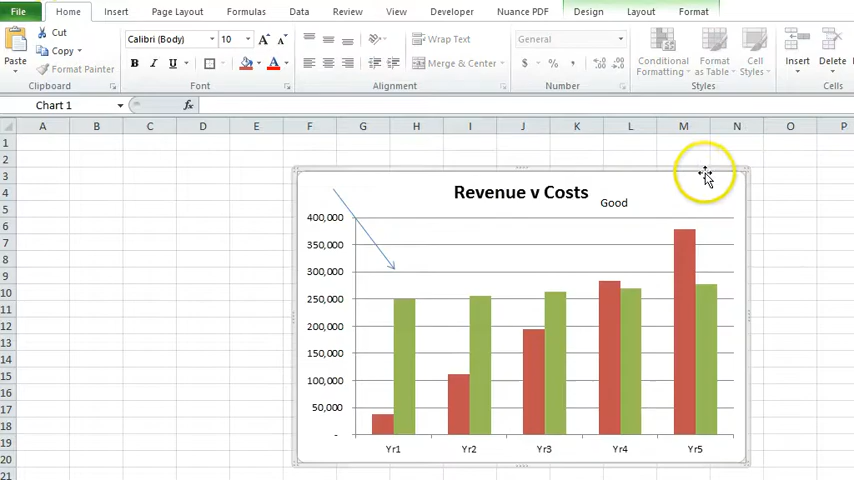 File Home Insert Page Layout Formulas Data Review View Developer Nuance PDF Design Layout Format
Paste
Cut
Copy
Format Painter
Clipboard
Calibri (Body) 10 A A
B I U A
Font
Wrap Text
Merge & Center
Alignment
General
$ % ,
Number
Conditional Formatting
Format as Table
Cell Styles
Styles
Insert Delete
Cells
Chart 1 fx
A B C D E F G H I J K L M N O P
1
2
3
4
5
6
7
8
9
10
11
12
13
14
15
16
17
18
19
20
21
Revenue v Costs
Good
400,000
350,000
300,000
250,000
200,000
150,000
100,000
50,000
-
Yr1 Yr2 Yr3 Yr4 Yr5